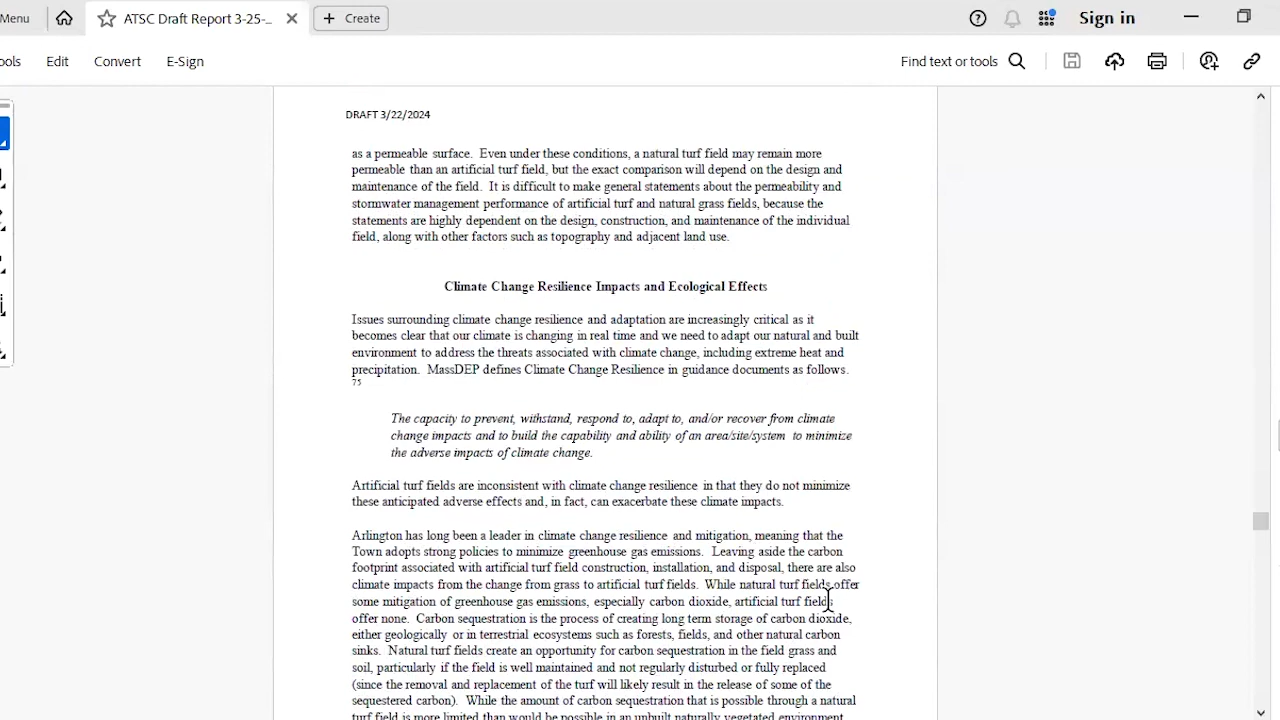 Menu
ATSC Draft Report 3-25-...
Create
Sign in
ools
Edit
Convert
E-Sign
Find text or tools
DRAFT 3/22/2024
as a permeable surface.  Even under these conditions, a natural turf field may remain more
permeable than an artificial turf field, but the exact comparison will depend on the design and
maintenance of the field.  It is difficult to make general statements about the permeability and
stormwater management performance of artificial turf and natural grass fields, because the
statements are highly dependent on the design, construction, and maintenance of the individual
field, along with other factors such as topography and adjacent land use.
Climate Change Resilience Impacts and Ecological Effects
Issues surrounding climate change resilience and adaptation are increasingly critical as it
becomes clear that our climate is changing in real time and we need to adapt our natural and built
environment to address the threats associated with climate change, including extreme heat and
precipitation.  MassDEP defines Climate Change Resilience in guidance documents as follows.
75
The capacity to prevent, withstand, respond to, adapt to, and/or recover from climate
change impacts and to build the capability and ability of an area/site/system  to minimize
the adverse impacts of climate change.
Artificial turf fields are inconsistent with climate change resilience in that they do not minimize
these anticipated adverse effects and, in fact, can exacerbate these climate impacts.
Arlington has long been a leader in climate change resilience and mitigation, meaning that the
Town adopts strong policies to minimize greenhouse gas emissions.  Leaving aside the carbon
footprint associated with artificial turf field construction, installation, and disposal, there are also
climate impacts from the change from grass to artificial turf fields.  While natural turf fields offer
some mitigation of greenhouse gas emissions, especially carbon dioxide, artificial turf fields
offer none.  Carbon sequestration is the process of creating long term storage of carbon dioxide,
either geologically or in terrestrial ecosystems such as forests, fields, and other natural carbon
sinks.  Natural turf fields create an opportunity for carbon sequestration in the field grass and
soil, particularly if the field is well maintained and not regularly disturbed or fully replaced
(since the removal and replacement of the turf will likely result in the release of some of the
sequestered carbon).  While the amount of carbon sequestration that is possible through a natural
turf field is more limited than would be possible in an unbuilt naturally vegetated environment